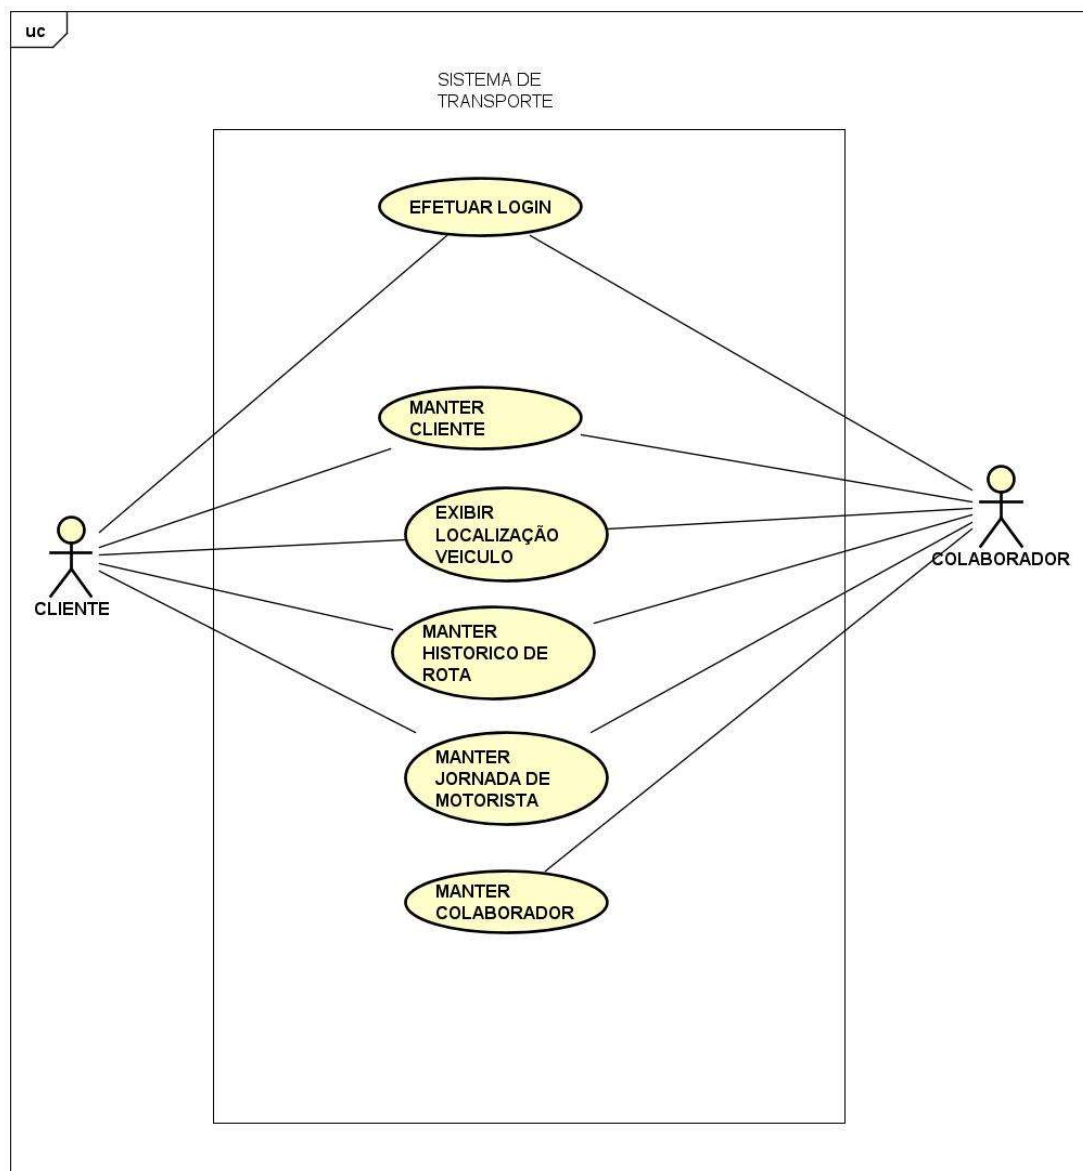 uc
SISTEMA DE
TRANSPORTE
EFETUAR LOGIN
MANTER
CLIENTE
EXIBIR
LOCALIZAÇÃO
VEICULO
COLABORADOR
CLIENTE
MANTER
HISTORICO DE
ROTA
MANTER
JORNADA DE
MOTORISTA
MANTER
COLABORADOR